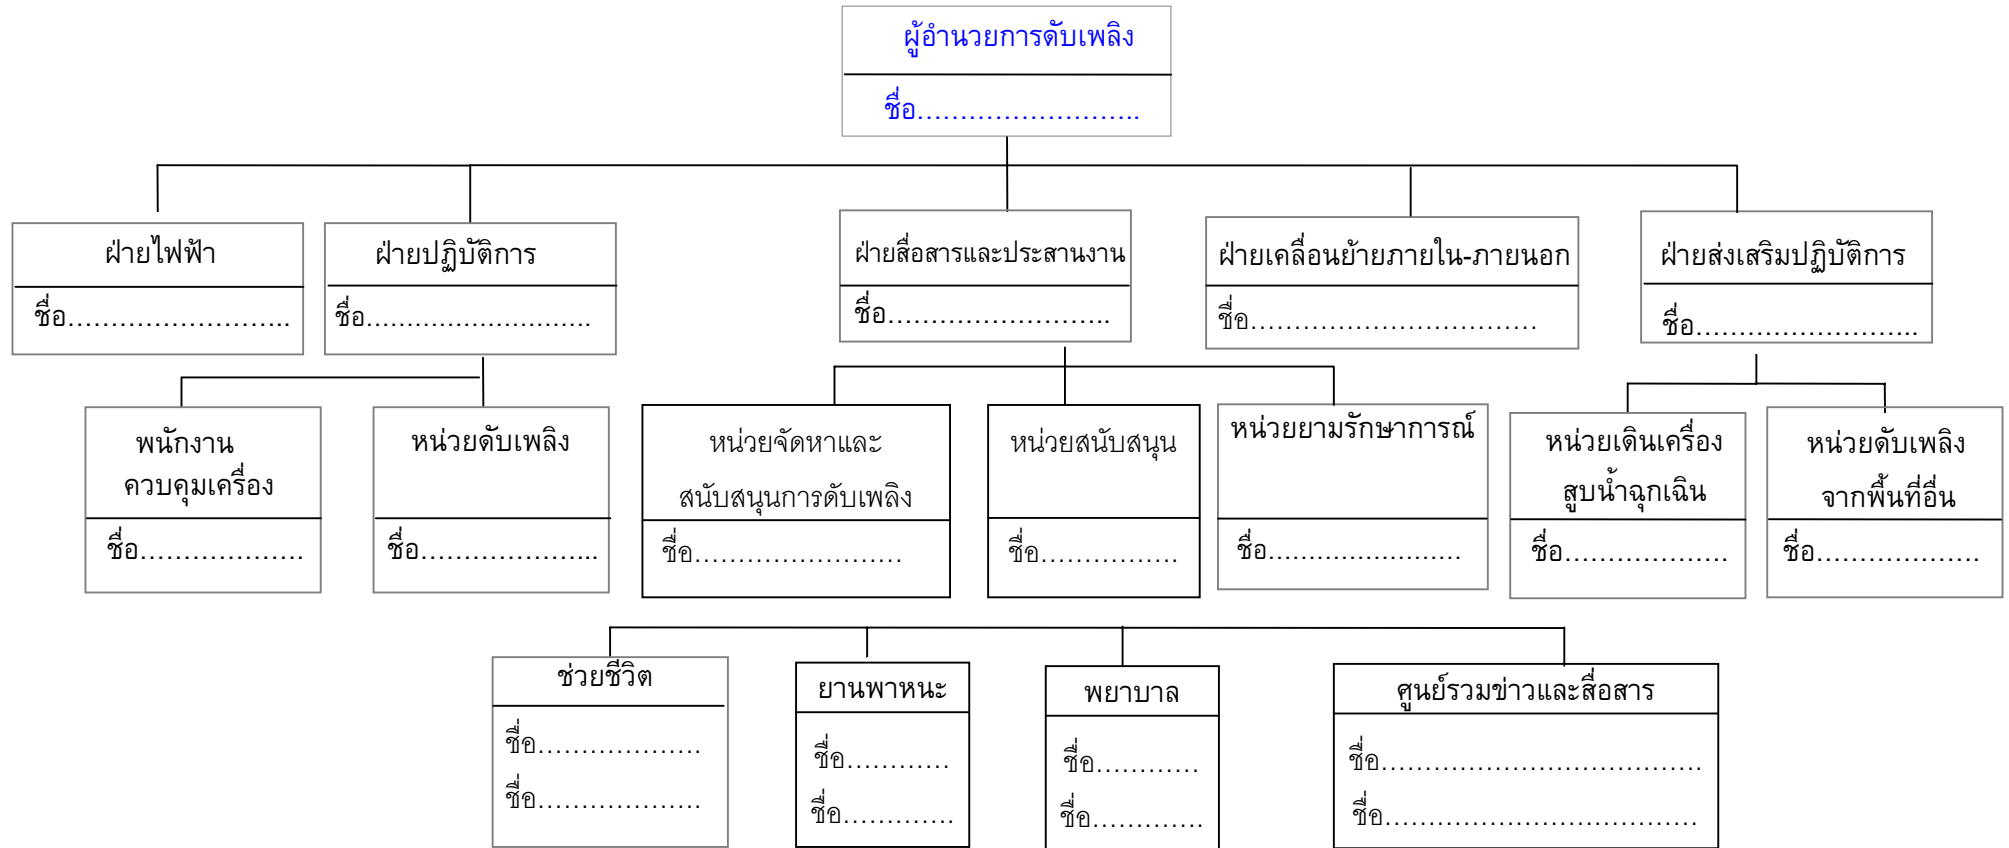 ผู้อำนวยการดับเพลิง
ชื่อ……………………..
ฝ่ายไฟฟ้า
ชื่อ……………………..
ฝ่ายปฏิบัติการ
ชื่อ……………………..
ฝ่ายสื่อสารและประสานงาน
ชื่อ……………………..
ฝ่ายเคลื่อนย้ายภายใน-ภายนอก
ชื่อ……………………………
ฝ่ายส่งเสริมปฏิบัติการ
ชื่อ……………………..
พนักงาน
ควบคุมเครื่อง
ชื่อ……………….
หน่วยดับเพลิง
ชื่อ………………...
หน่วยจัดหาและ
สนับสนุนการดับเพลิง
ชื่อ……………………
หน่วยสนับสนุน
ชื่อ…………….
หน่วยยามรักษาการณ์
ชื่อ…………………...
หน่วยเดินเครื่อง
สูบน้ำฉุกเฉิน
ชื่อ……………….
หน่วยดับเพลิง
จากพื้นที่อื่น
ชื่อ……………….
ช่วยชีวิต
ชื่อ……………….
ชื่อ……………….
ยานพาหนะ
ชื่อ…………
ชื่อ………….
พยาบาล
ชื่อ…………
ชื่อ………….
ศูนย์รวมข่าวและสื่อสาร
ชื่อ………………………………
ชื่อ………………………………